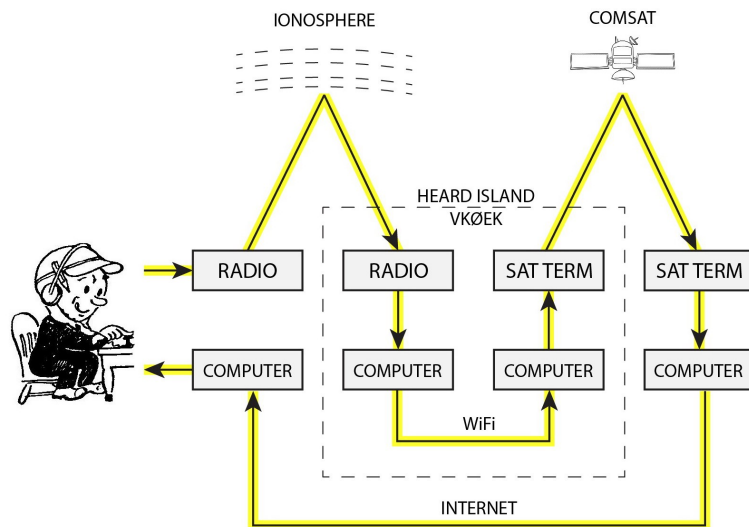 IONOSPHERE
COMSAT
HEARD ISLAND
VKØEK
RADIO
RADIO
SAT TERM
SAT TERM
COMPUTER
COMPUTER
COMPUTER
COMPUTER
WiFi
INTERNET